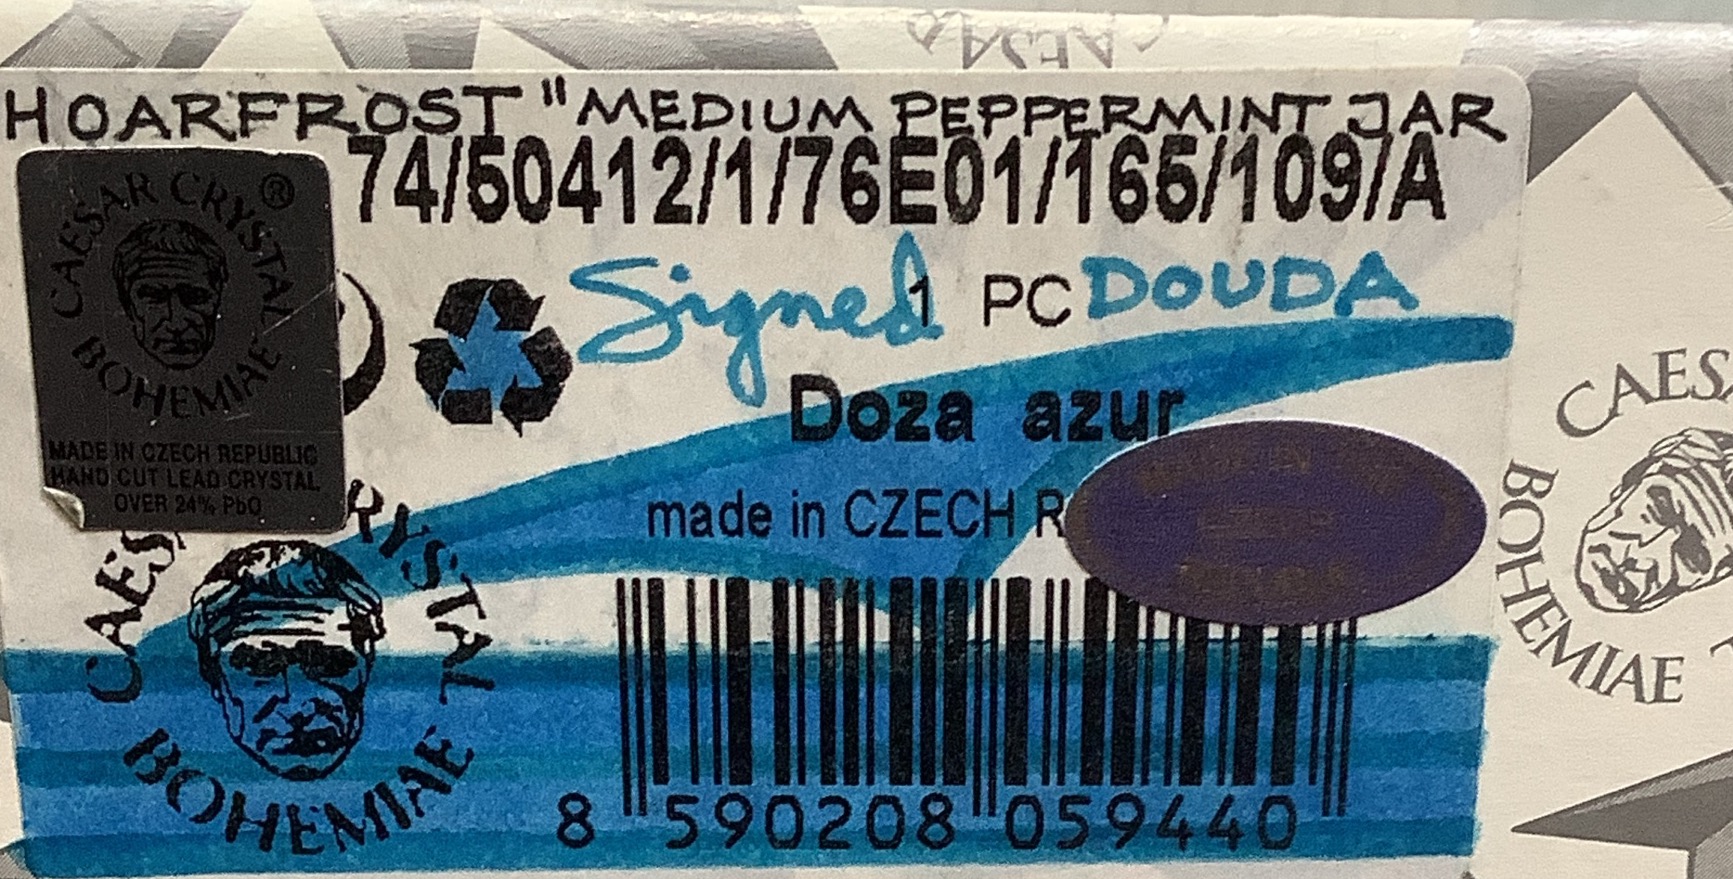 CAESAR
HOARFROST "MEDIUM PEPPERMINT JAR
74/50412/1/76E01/165/109/A
CAESAR CRYSTAL ®
BOHEMIAE
MADE IN CZECH REPUBLIC
HAND CUT LEAD CRYSTAL
OVER 24% PbO
Signed 1 PC DOUDA
Doza azur
made in CZECH R
CAES RYSTAL
BOHEMIAE
8 590208 059440
CAESA
BOHEMIAE